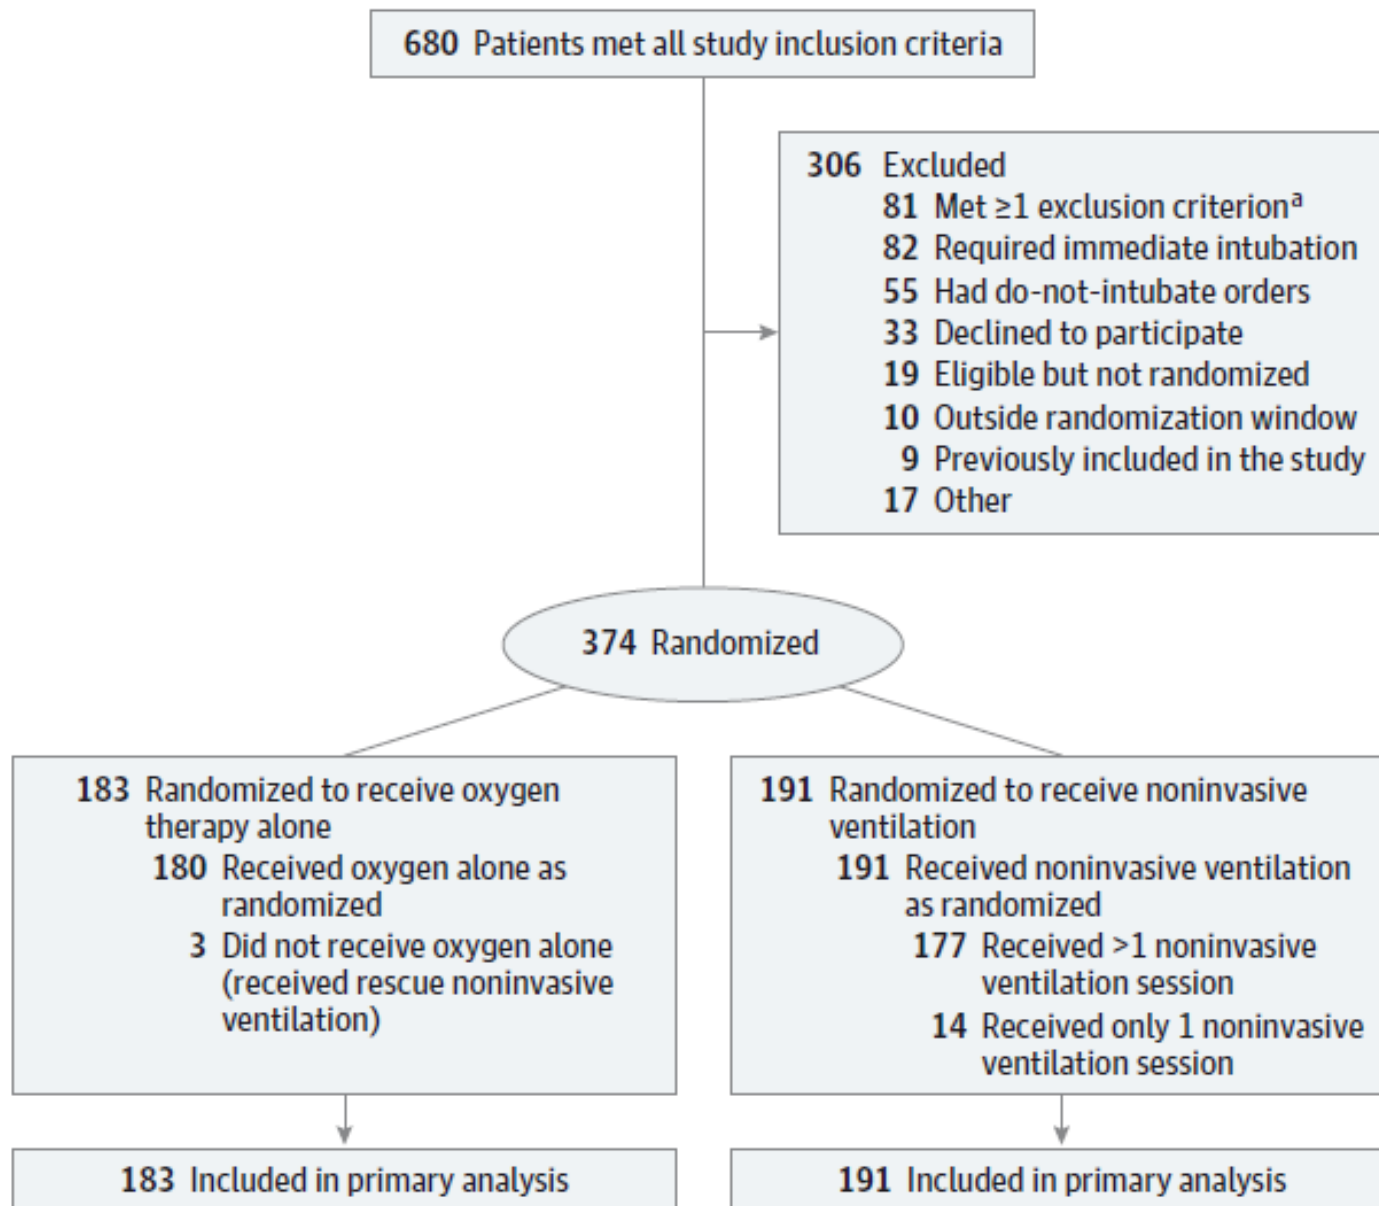 680 Patients met all study inclusion criteria
306 Excluded
81 Met ≥1 exclusion criterionᵃ
82 Required immediate intubation
55 Had do-not-intubate orders
33 Declined to participate
19 Eligible but not randomized
10 Outside randomization window
9 Previously included in the study
17 Other
374 Randomized
183 Randomized to receive oxygen
therapy alone
180 Received oxygen alone as
randomized
3 Did not receive oxygen alone
(received rescue noninvasive
ventilation)
191 Randomized to receive noninvasive
ventilation
191 Received noninvasive ventilation
as randomized
177 Received >1 noninvasive
ventilation session
14 Received only 1 noninvasive
ventilation session
183 Included in primary analysis
191 Included in primary analysis